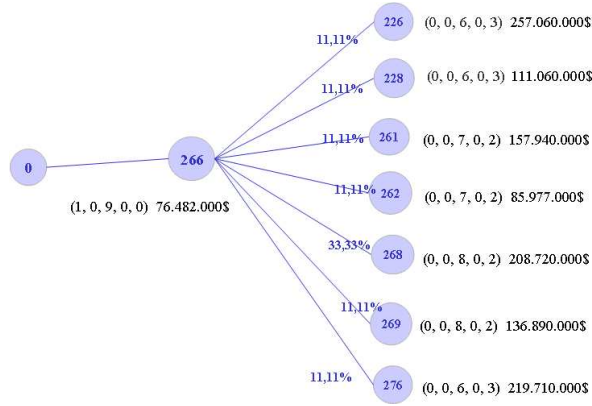 226 (0, 0, 6, 0, 3) 257.060.000$
11,11%
228 (0, 0, 6, 0, 3) 111.060.000$
11,11%
261 (0, 0, 7, 0, 2) 157.940.000$
11,11%
0 266
262 (0, 0, 7, 0, 2) 85.977.000$
11,11%
(1, 0, 9, 0, 0) 76.482.000$
33,33%
268 (0, 0, 8, 0, 2) 208.720.000$
11,11%
269 (0, 0, 8, 0, 2) 136.890.000$
11,11%
276 (0, 0, 6, 0, 3) 219.710.000$